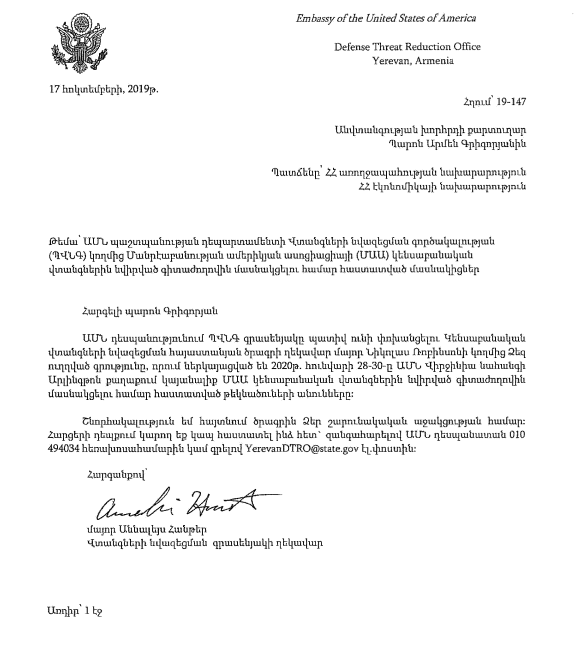 Embassy of the United States of America
Defense Threat Reduction Office
Yerevan, Armenia
17 հոկտեմբերի, 2019թ.
Հղում՝ 19-147
Անվտանգության խորհրդի քարտուղար
Պարոն Արմեն Գրիգորյանին
Պատճենը՝ ՀՀ առողջապահության նախարարություն
ՀՀ էկոնոմիկայի նախարարություն
Թեմա՝ ԱՄՆ պաշտպանության դեպարտամենտի Վտանգների նվազեցման գործակալության
(ՊՎՆԳ) կողմից Մանրէաբանության ամերիկյան ասոցիացիայի (ՄԱԱ) կենսաբանական
վտանգներին նվիրված գիտաժողովին մասնակցելու համար հաստատված մասնակիցներ
Հարգելի պարոն Գրիգորյան
ԱՄՆ դեսպանությունում ՊՎՆԳ գրասենյակը պատիվ ունի փոխանցելու Կենսաբանական
վտանգների նվազեցման հայաստանյան ծրագրի ղեկավար մայոր Նիկոլաս Ռոբինսոնի կողմից Ձեզ
ուղղված գրությունը, որում ներկայացված են 2020թ. հունվարի 28-30-ը ԱՄՆ Վիրջինիա նահանգի
Արլինգթոն քաղաքում կայանալիք ՄԱԱ կենսաբանական վտանգներին նվիրված գիտաժողովին
մասնակցելու համար հաստատված թեկնածուների անունները:
Շնորհակալություն եմ հայտնում ծրագրին Ձեր շարունակական աջակցության համար:
Հարցերի դեպքում կարող եք կապ հաստատել ինձ հետ՝ զանգահարելով ԱՄՆ դեսպանատան 010
494034 հեռախոսահամարին կամ գրելով YerevanDTRO@state.gov էլ.փոստին:
Հարգանքով՝
մայոր Աննալեյս Հանթեր
Վտանգների նվազեցման գրասենյակի ղեկավար
Առդիր՝ 1 էջ